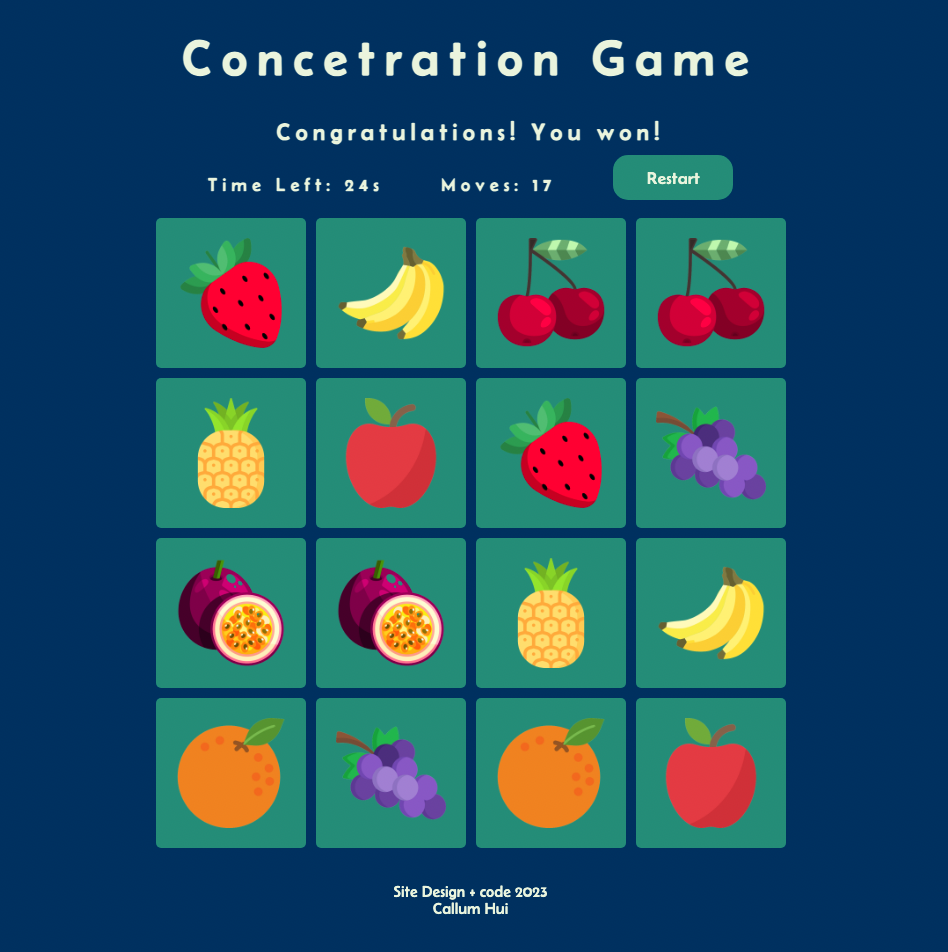 Concetration Game
Congratulations! You won!
Time Left: 24s Moves: 17 Restart
Site Design + code 2023
Callum Hui